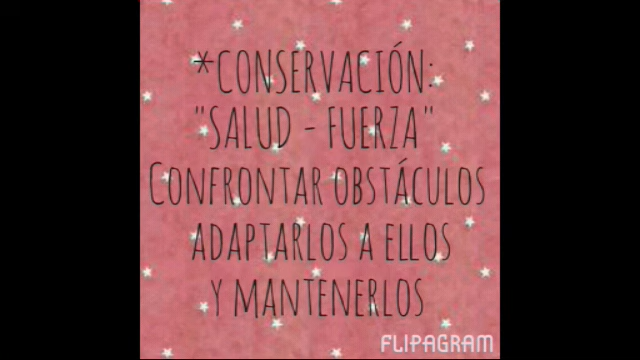 *CONSERVACIÓN:
"SALUD - FUERZA"
CONFRONTAR OBSTÁCULOS
ADAPTARLOS A ELLOS
Y MANTENERLOS
FLIPAGRAM